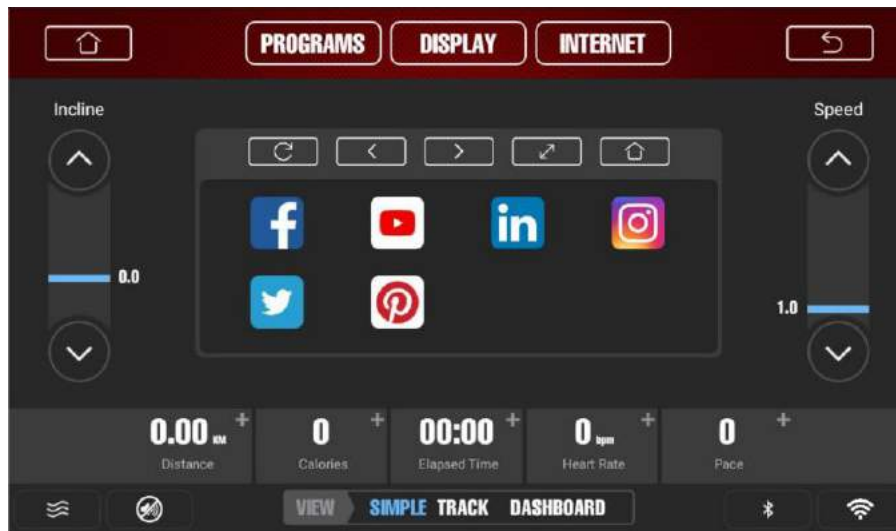 PROGRAMS DISPLAY INTERNET
Incline Speed
in
0.0
1.0
0.00 KM 0 00:00 0 bpm 0
Distance Calories Elapsed Time Heart Rate Pace
VIEW SIMPLE TRACK DASHBOARD